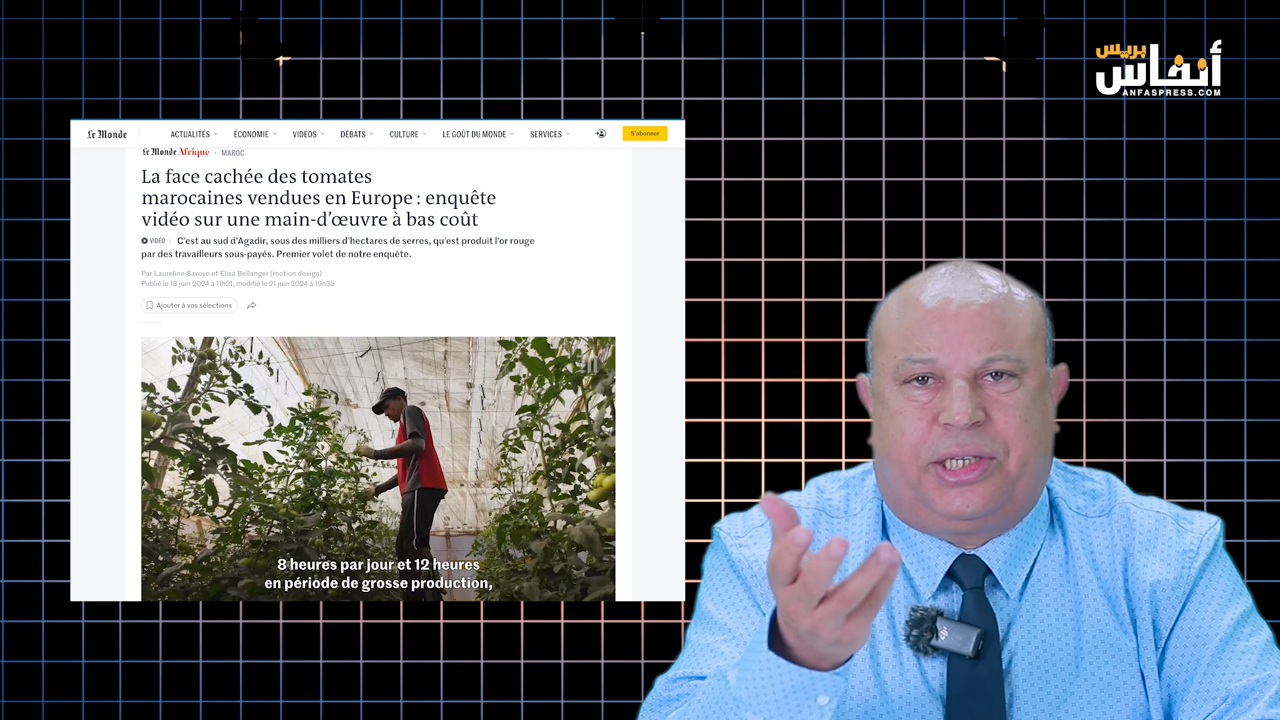 أنفاس بريس
ANFASPRESS.COM
Le Monde
ACTUALITÉS
ÉCONOMIE
VIDÉOS
DÉBATS
CULTURE
LE GOÛT DU MONDE
SERVICES
S'abonner
Le Monde Afrique · MAROC
La face cachée des tomates
marocaines vendues en Europe : enquête
vidéo sur une main-d'œuvre à bas coût
VIDÉO C'est au sud d'Agadir, sous des milliers d'hectares de serres, qu'est produit l'or rouge
par des travailleurs sous-payés. Premier volet de notre enquête.
Par Laureline Savoye et Elisa Bellanger (motion design)
Publié le 18 juin 2024 à 11h21, modifié le 21 juin 2024 à 19h35
Ajouter à vos sélections
8 heures par jour et 12 heures
en période de grosse production,